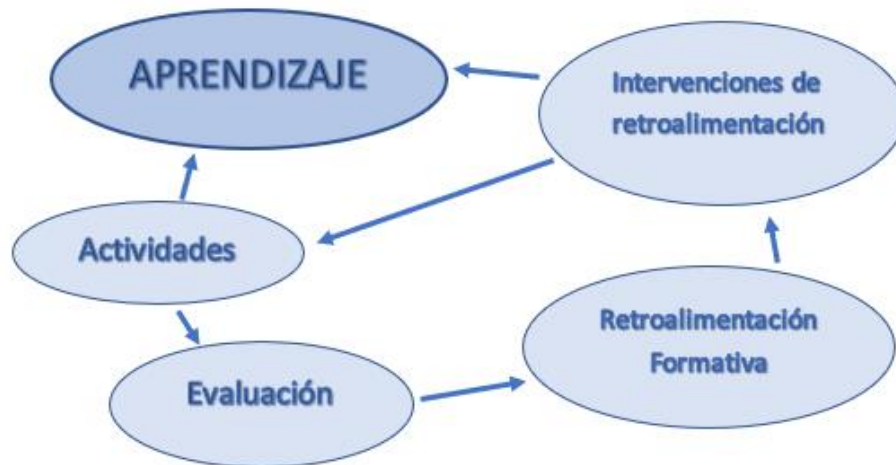 APRENDIZAJE
Intervenciones de
retroalimentación
Actividades
Retroalimentación
Formativa
Evaluación